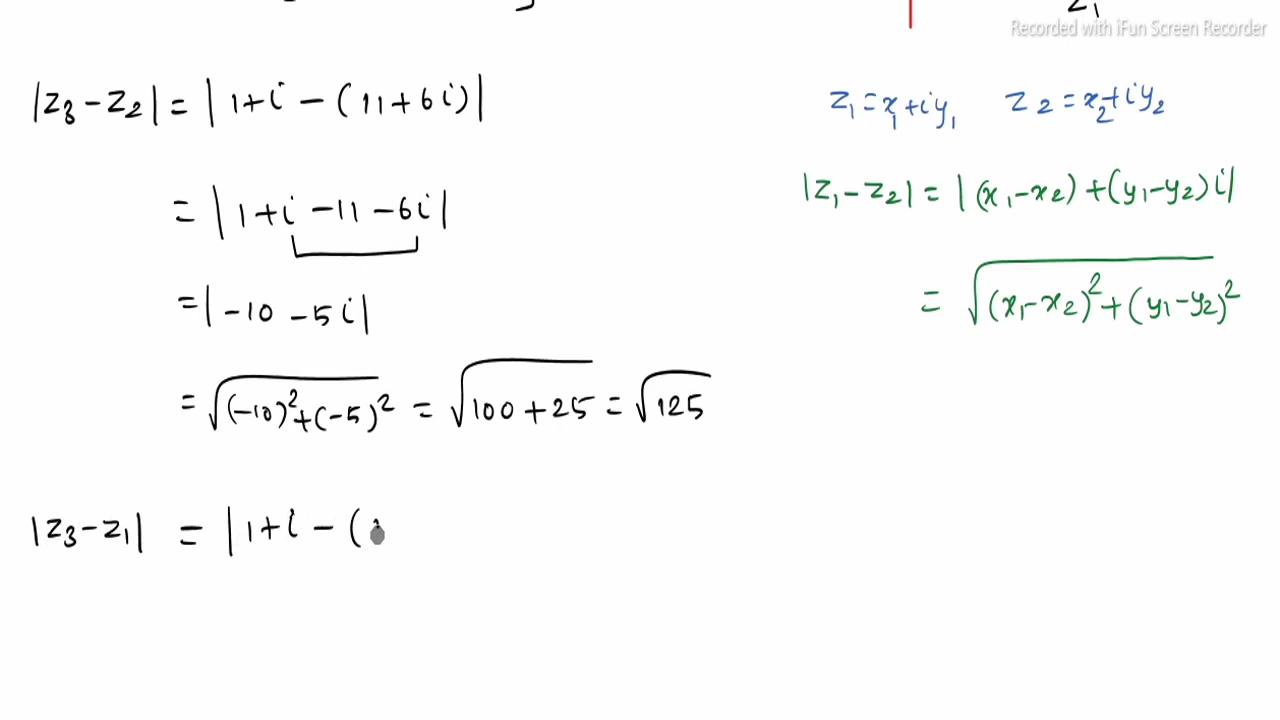 z₁
Recorded with iFun Screen Recorder
|z₃ - z₂| = | 1+i - (11+6i)|
z₁ = x₁+iy₁ z₂ = x₂+iy₂
= | 1+i -11 -6i|
|z₁ - z₂| = | (x₁-x₂) +(y₁-y₂)i|
= | -10 -5i|
= √(x₁-x₂)²+(y₁-y₂)²
= √(-10)²+(-5)² = √100+25 = √125
|z₃-z₁| = | 1+i - (